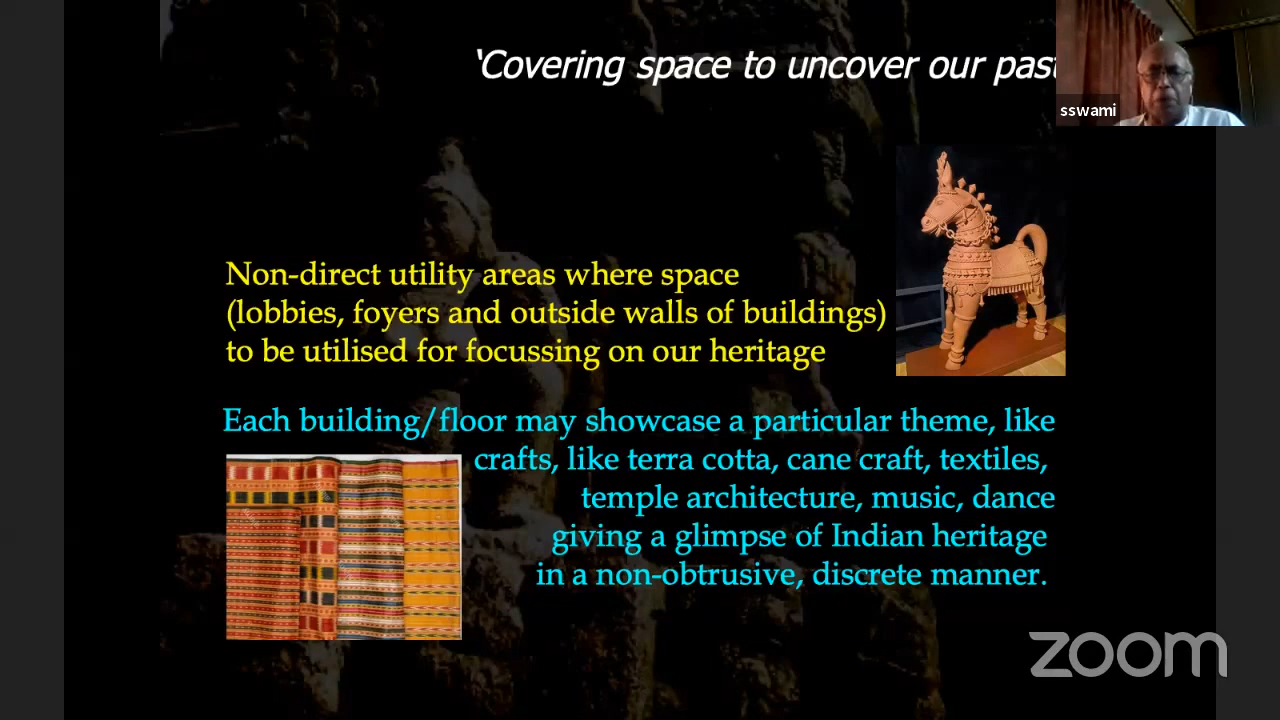 ‘Covering space to uncover our past
sswami
Non-direct utility areas where space
(lobbies, foyers and outside walls of buildings)
to be utilised for focussing on our heritage
Each building/floor may showcase a particular theme, like
crafts, like terra cotta, cane craft, textiles,
temple architecture, music, dance
giving a glimpse of Indian heritage
in a non-obtrusive, discrete manner.
zoom